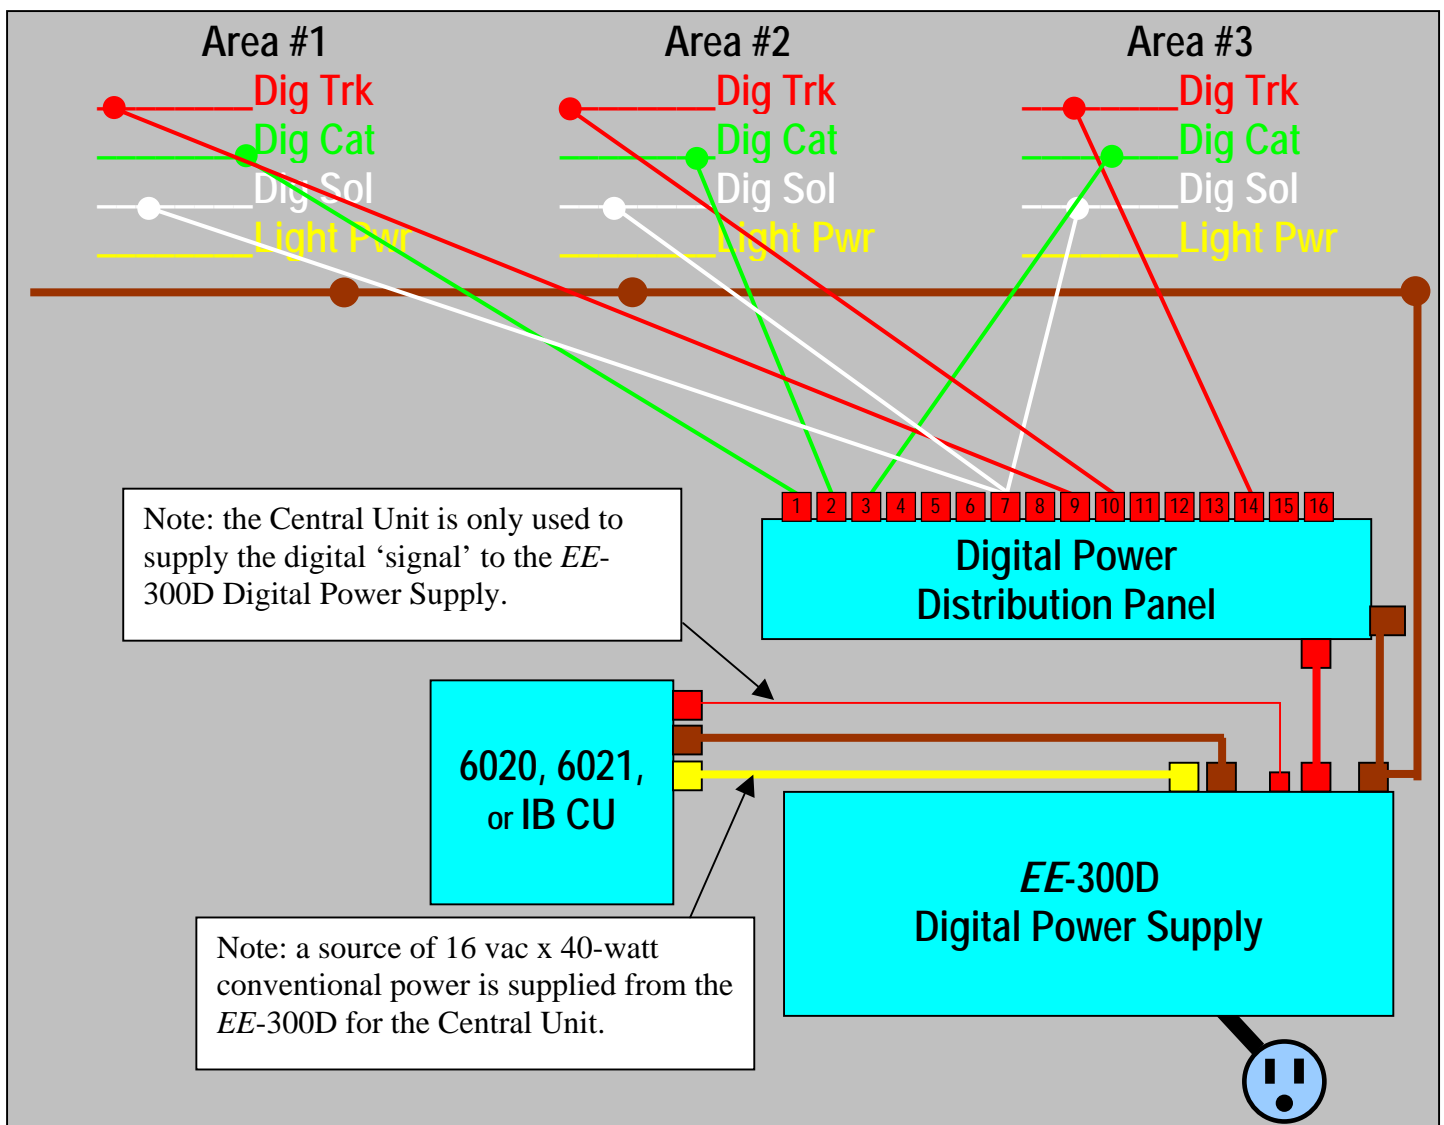 Area #1
Area #2
Area #3
Dig Trk
Dig Trk
Dig Trk
Dig Cat
Dig Cat
Dig Cat
Dig Sol
Dig Sol
Dig Sol
Light Pwr
Light Pwr
Light Pwr
1 2 3 4 5 6 7 8 9 10 11 12 13 14 15 16
Digital Power
Distribution Panel
Note: the Central Unit is only used to
supply the digital ‘signal’ to the EE-
300D Digital Power Supply.
6020, 6021,
or IB CU
EE-300D
Digital Power Supply
Note: a source of 16 vac x 40-watt
conventional power is supplied from the
EE-300D for the Central Unit.